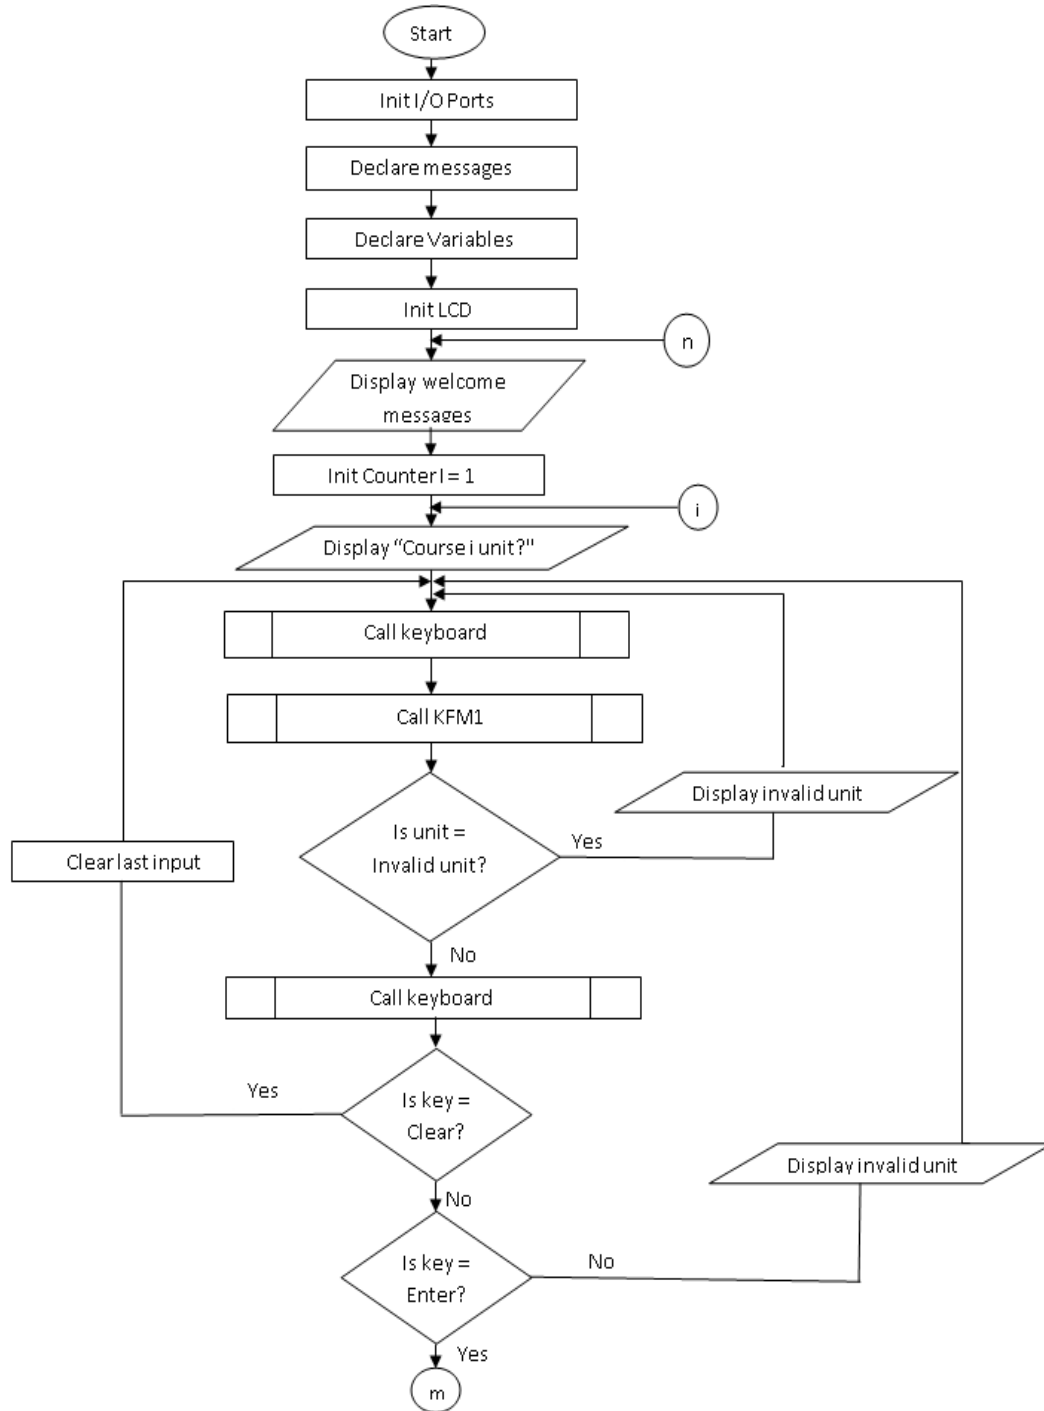 Start
Init I/O Ports
Declare messages
Declare Variables
Init LCD
n
Display welcome
messages
Init Counter I = 1
i
Display “Course i unit?"
Call keyboard
Call KFM1
Display invalid unit
Is unit =
Invalid unit?
Yes
Clear last input
No
Call keyboard
Yes
Is key =
Clear?
Display invalid unit
No
Is key =
Enter?
No
Yes
m